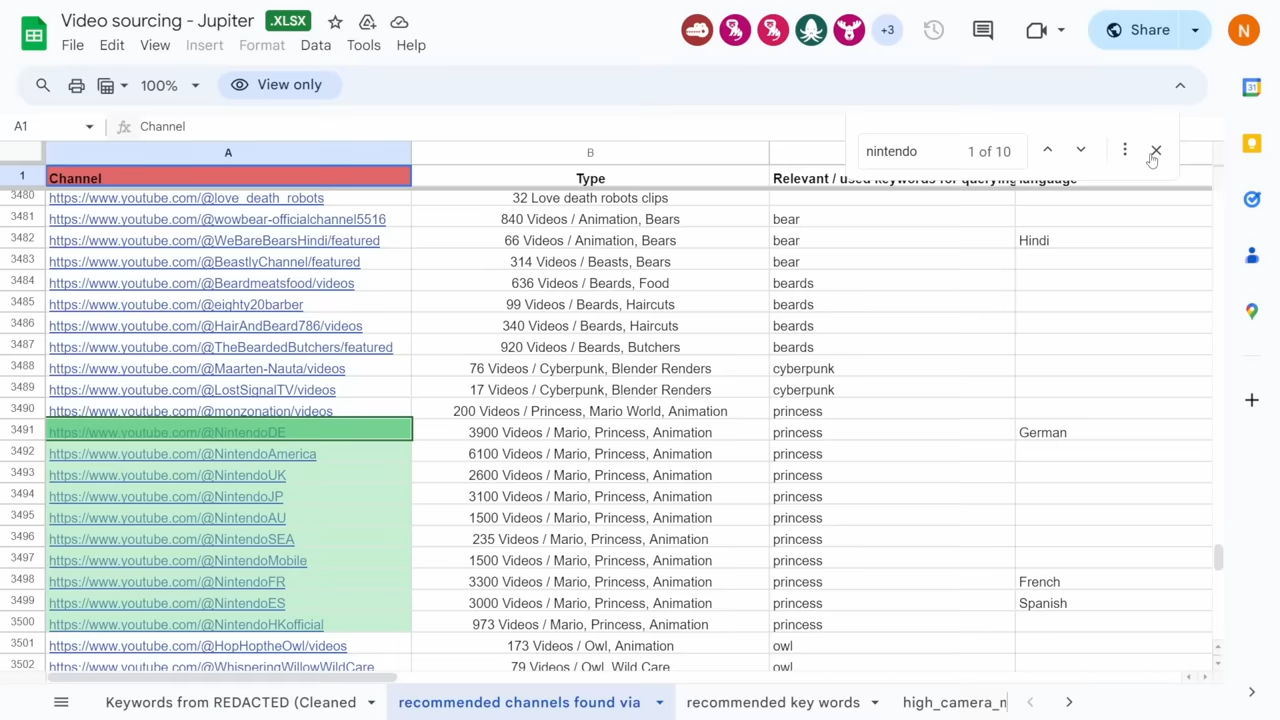 Video sourcing - Jupiter .XLSX
File Edit View Insert Format Data Tools Help
+3
Share
N
100%
View only
A1
Channel
nintendo 1 of 10
A B
1 Channel Type Relevant / used keywords for querying language
3480 https://www.youtube.com/@love_death_robots 32 Love death robots clips
3481 https://www.youtube.com/@wowbear-officialchannel5516 840 Videos / Animation, Bears bear
3482 https://www.youtube.com/@WeBareBearsHindi/featured 66 Videos / Animation, Bears bear Hindi
3483 https://www.youtube.com/@BeastlyChannel/featured 314 Videos / Beasts, Bears bear
3484 https://www.youtube.com/@Beardmeatsfood/videos 636 Videos / Beards, Food beards
3485 https://www.youtube.com/@eighty20barber 99 Videos / Beards, Haircuts beards
3486 https://www.youtube.com/@HairAndBeard786/videos 340 Videos / Beards, Haircuts beards
3487 https://www.youtube.com/@TheBeardedButchers/featured 920 Videos / Beards, Butchers beards
3488 https://www.youtube.com/@Maarten-Nauta/videos 76 Videos / Cyberpunk, Blender Renders cyberpunk
3489 https://www.youtube.com/@LostSignalTV/videos 17 Videos / Cyberpunk, Blender Renders cyberpunk
3490 https://www.youtube.com/@monzonation/videos 200 Videos / Princess, Mario World, Animation princess
3491 https://www.youtube.com/@NintendoDE 3900 Videos / Mario, Princess, Animation princess German
3492 https://www.youtube.com/@NintendoAmerica 6100 Videos / Mario, Princess, Animation princess
3493 https://www.youtube.com/@NintendoUK 2600 Videos / Mario, Princess, Animation princess
3494 https://www.youtube.com/@NintendoJP 3100 Videos / Mario, Princess, Animation princess
3495 https://www.youtube.com/@NintendoAU 1500 Videos / Mario, Princess, Animation princess
3496 https://www.youtube.com/@NintendoSEA 235 Videos / Mario, Princess, Animation princess
3497 https://www.youtube.com/@NintendoMobile 1500 Videos / Mario, Princess, Animation princess
3498 https://www.youtube.com/@NintendoFR 3300 Videos / Mario, Princess, Animation princess French
3499 https://www.youtube.com/@NintendoES 3000 Videos / Mario, Princess, Animation princess Spanish
3500 https://www.youtube.com/@NintendoHKofficial 973 Videos / Mario, Princess, Animation princess
3501 https://www.youtube.com/@HopHoptheOwl/videos 173 Videos / Owl, Animation owl
3502 https://www.youtube.com/@WhisperingWillowWildCare 79 Videos / Owl, Wild Care owl
Keywords from REDACTED (Cleaned recommended channels found via recommended key words high_camera_m
31